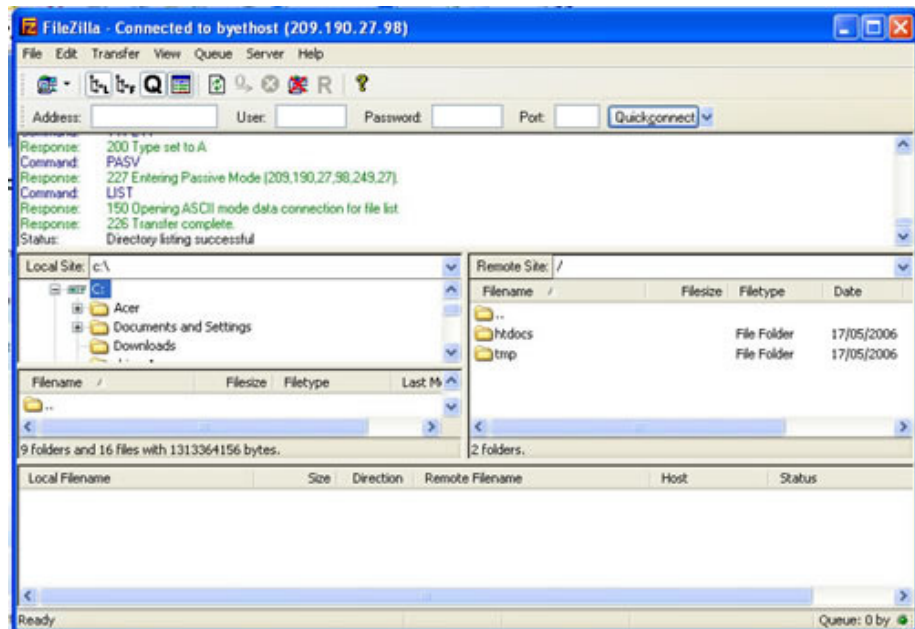 FileZilla - Connected to byethost (209.190.27.98)
File Edit Transfer View Queue Server Help
Address: User: Password: Port: Quickconnect
Response: 200 Type set to A
Command: PASV
Response: 227 Entering Passive Mode (209,190,27,98,249,27).
Command: LIST
Response: 150 Opening ASCII mode data connection for file list
Response: 226 Transfer complete.
Status: Directory listing successful
Local Site: c:\
C:
Acer
Documents and Settings
Downloads
Filename / Filesize Filetype Last M
..
9 folders and 16 files with 1313364156 bytes.
Remote Site: /
Filename / Filesize Filetype Date
..
htdocs File Folder 17/05/2006
tmp File Folder 17/05/2006
2 folders.
Local Filename Size Direction Remote Filename Host Status
Ready Queue: 0 by